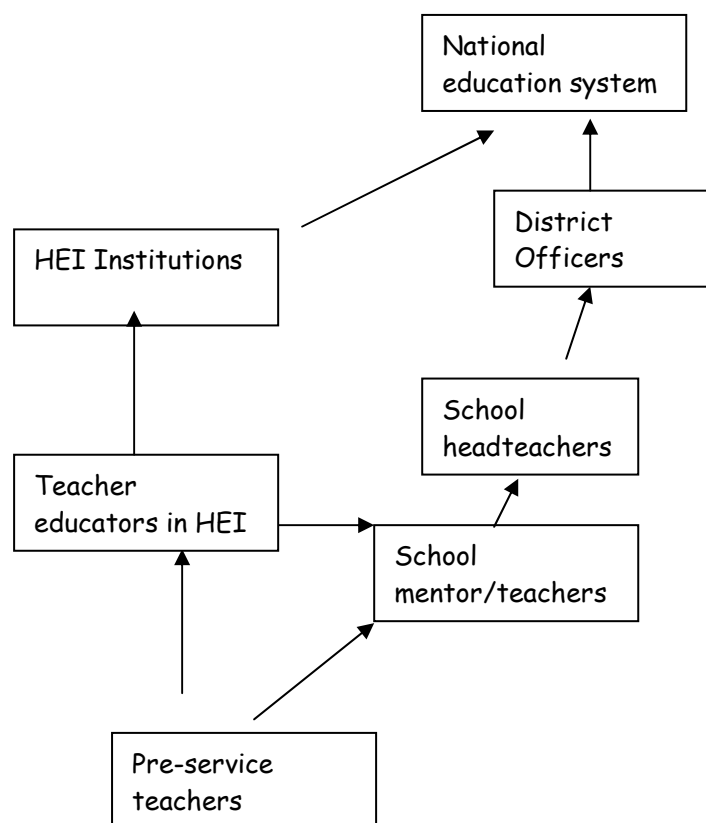 National
education system
District
Officers
HEI Institutions
School
headteachers
Teacher
educators in HEI
School
mentor/teachers
Pre-service
teachers